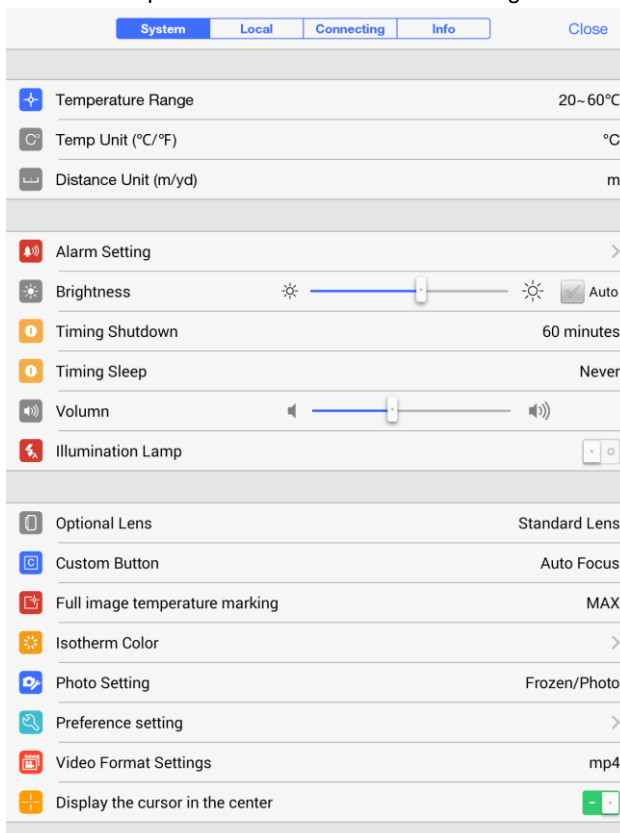 System Local Connecting Info Close
Temperature Range 20~60°C
C° Temp Unit (°C/°F) °C
Distance Unit (m/yd) m
Alarm Setting
Brightness Auto
Timing Shutdown 60 minutes
Timing Sleep Never
Volumn
A Illumination Lamp
Optional Lens Standard Lens
C Custom Button Auto Focus
Full image temperature marking MAX
Isotherm Color
Photo Setting Frozen/Photo
Preference setting
Video Format Settings mp4
Display the cursor in the center